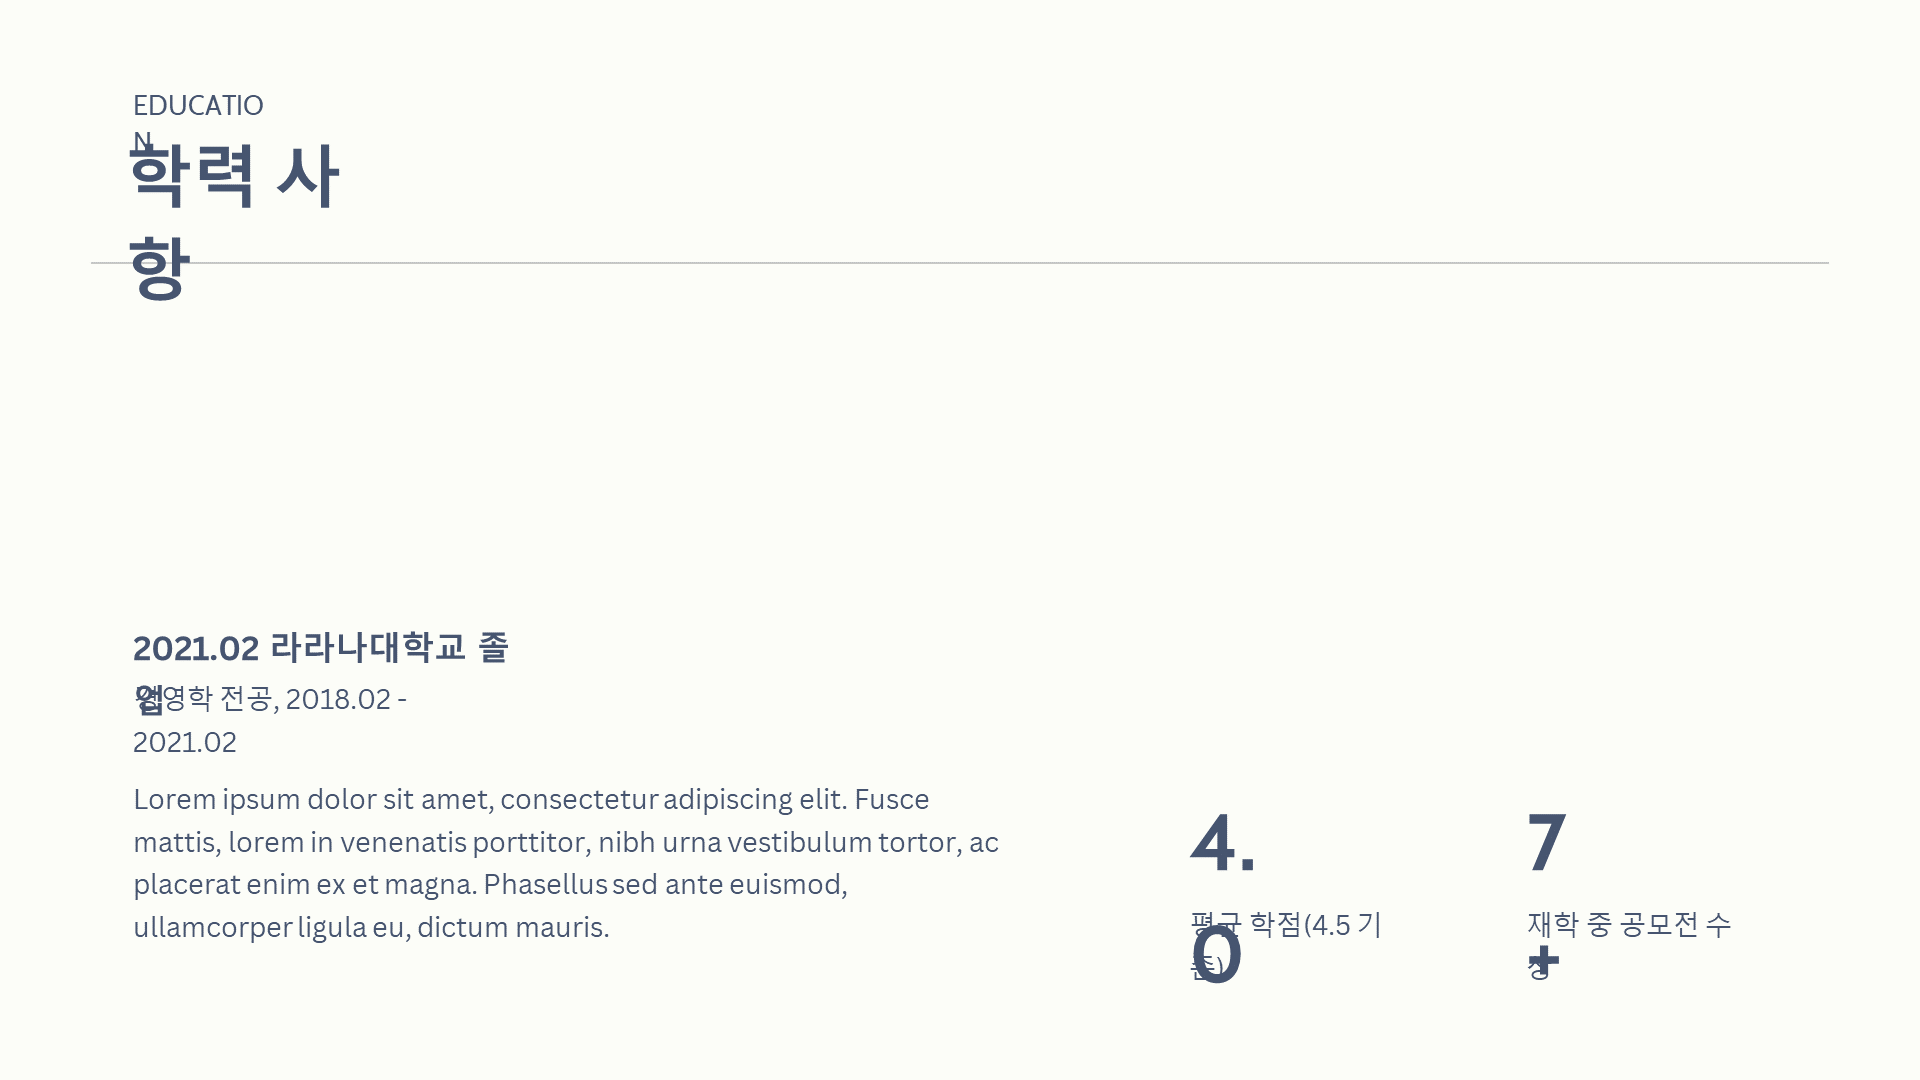 EDUCATIO
N
학력 사
항
2021.02 라라나대학교 졸
업
경영학 전공, 2018.02 -
2021.02
Lorem ipsum dolor sit amet, consectetur adipiscing elit. Fusce
mattis, lorem in venenatis porttitor, nibh urna vestibulum tortor, ac
placerat enim ex et magna. Phasellus sed ante euismod,
ullamcorper ligula eu, dictum mauris.
4.
0
평균 학점(4.5 기
준)
7
+
재학 중 공모전 수
상